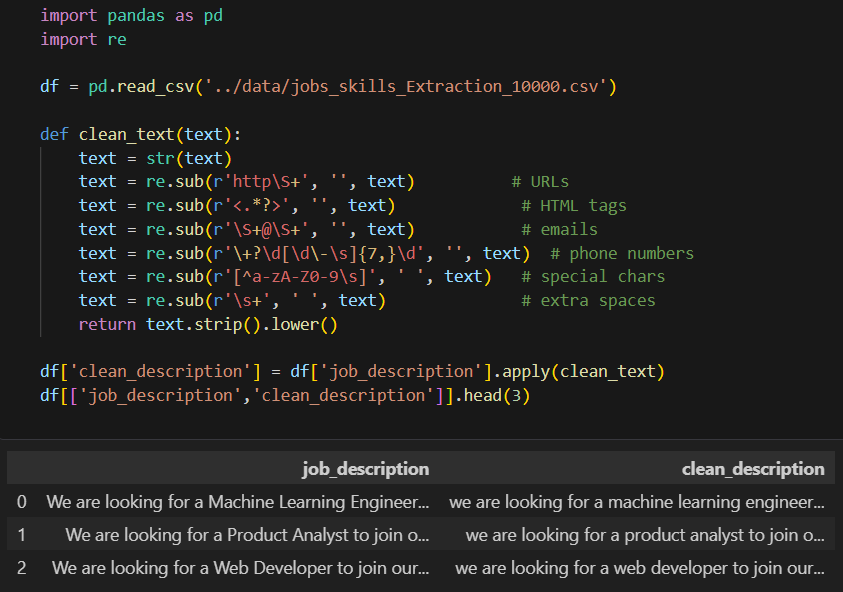 import pandas as pd
import re

df = pd.read_csv('../data/jobs_skills_Extraction_10000.csv')

def clean_text(text):
    text = str(text)
    text = re.sub(r'http\S+', '', text)          # URLs
    text = re.sub(r'<.*?>', '', text)             # HTML tags
    text = re.sub(r'\S+@\S+', '', text)           # emails
    text = re.sub(r'\+?\d[\d\-\s]{7,}\d', '', text)  # phone numbers
    text = re.sub(r'[^a-zA-Z0-9\s]', ' ', text)   # special chars
    text = re.sub(r'\s+', ' ', text)              # extra spaces
    return text.strip().lower()

df['clean_description'] = df['job_description'].apply(clean_text)
df[['job_description','clean_description']].head(3)

job_description clean_description
0 We are looking for a Machine Learning Engineer... we are looking for a machine learning engineer...
1 We are looking for a Product Analyst to join o... we are looking for a product analyst to join o...
2 We are looking for a Web Developer to join our... we are looking for a web developer to join our...